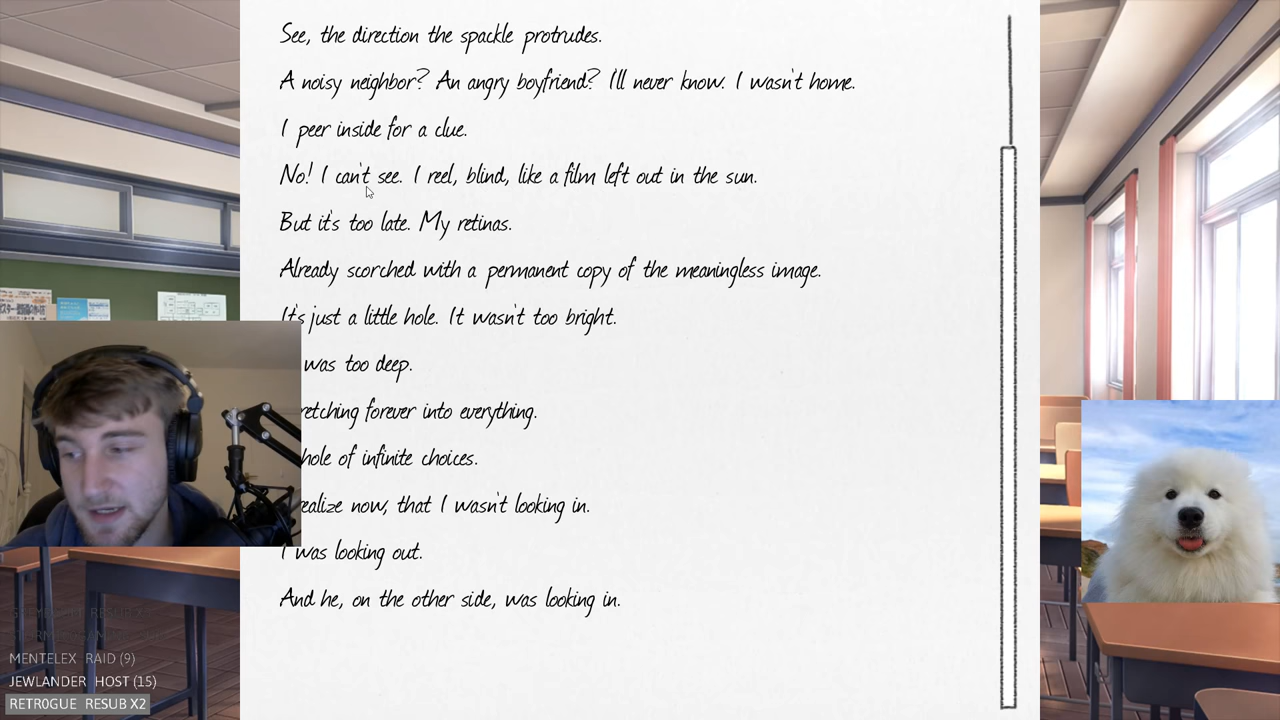 See, the direction the spackle protrudes.
A noisy neighbor? An angry boyfriend? I'll never know. I wasn't home.
I peer inside for a clue.
No! I can't see. I reel, blind, like a film left out in the sun.
But it's too late. My retinas.
Already scorched with a permanent copy of the meaningless image.
It's just a little hole. It wasn't too bright.
was too deep.
retching forever into everything.
hole of infinite choices.
realize now, that I wasn't looking in.
I was looking out.
And he, on the other side, was looking in.
MENTELEX RAID (9)
JEWLANDER HOST (15)
RETR0GUE RESUB X2